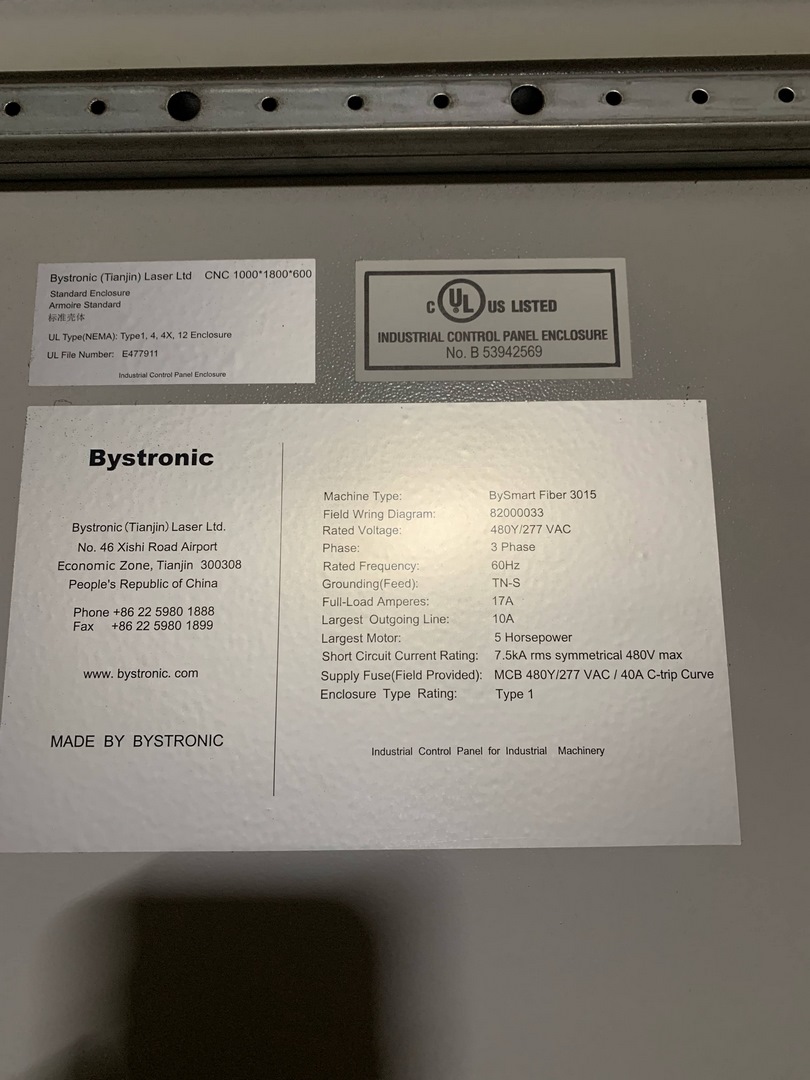 Bystronic (Tianjin) Laser Ltd CNC 1000*1800*600
Standard Enclosure
Armoire Standard
标准壳体
UL Type(NEMA): Type1, 4, 4X, 12 Enclosure
UL File Number: E477911
Industrial Control Panel Enclosure
C UL US LISTED
INDUSTRIAL CONTROL PANEL ENCLOSURE
No. B 53942569
Bystronic
Bystronic (Tianjin) Laser Ltd.
No. 46 Xishi Road Airport
Economic Zone, Tianjin 300308
People's Republic of China
Phone +86 22 5980 1888
Fax +86 22 5980 1899
www. bystronic. com
MADE BY BYSTRONIC
Machine Type: BySmart Fiber 3015
Field Wring Diagram: 82000033
Rated Voltage: 480Y/277 VAC
Phase: 3 Phase
Rated Frequency: 60Hz
Grounding(Feed): TN-S
Full-Load Amperes: 17A
Largest Outgoing Line: 10A
Largest Motor: 5 Horsepower
Short Circuit Current Rating: 7.5kA rms symmetrical 480V max
Supply Fuse(Field Provided): MCB 480Y/277 VAC / 40A C-trip Curve
Enclosure Type Rating: Type 1
Industrial Control Panel for Industrial Machinery